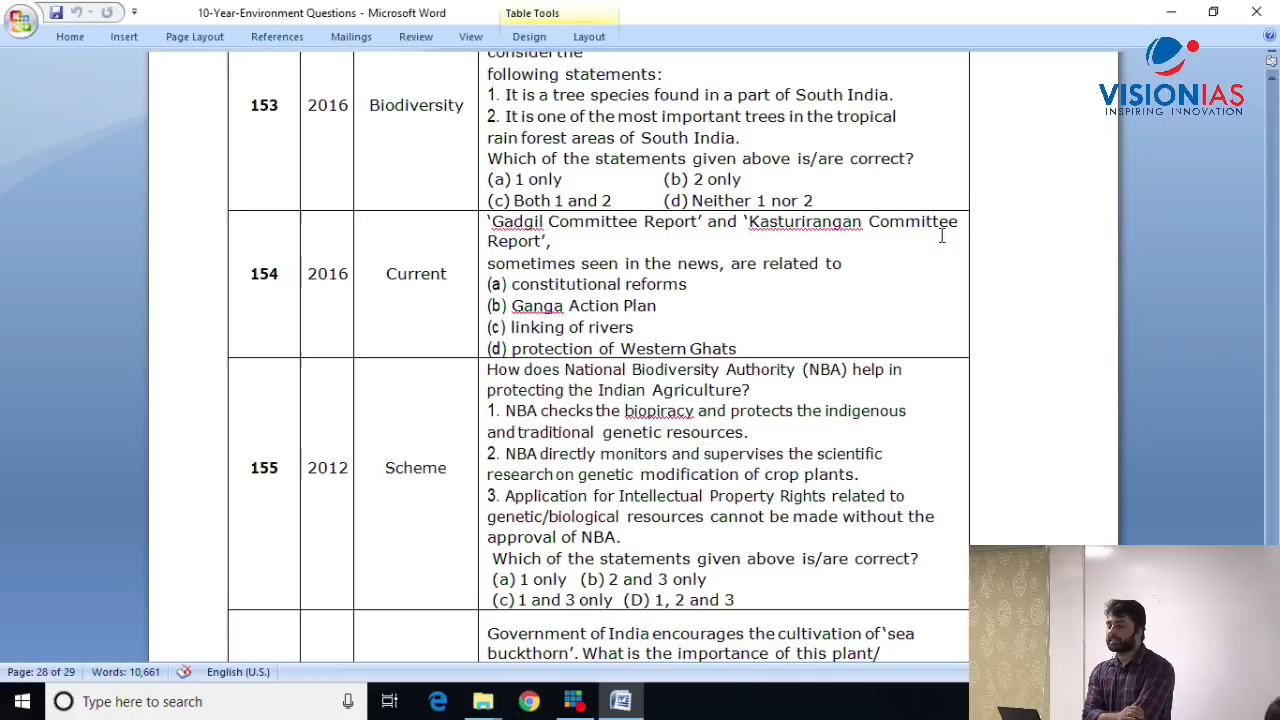 10-Year-Environment Questions - Microsoft Word
Table Tools
Home Insert Page Layout References Mailings Review View Design Layout
VISIONIAS
INSPIRING INNOVATION
consider the
153 2016 Biodiversity
following statements:
1. It is a tree species found in a part of South India.
2. It is one of the most important trees in the tropical
rain forest areas of South India.
Which of the statements given above is/are correct?
(a) 1 only (b) 2 only
(c) Both 1 and 2 (d) Neither 1 nor 2
154 2016 Current
‘Gadgil Committee Report’ and ‘Kasturirangan Committee
Report’,
sometimes seen in the news, are related to
(a) constitutional reforms
(b) Ganga Action Plan
(c) linking of rivers
(d) protection of Western Ghats
155 2012 Scheme
How does National Biodiversity Authority (NBA) help in
protecting the Indian Agriculture?
1. NBA checks the biopiracy and protects the indigenous
and traditional genetic resources.
2. NBA directly monitors and supervises the scientific
research on genetic modification of crop plants.
3. Application for Intellectual Property Rights related to
genetic/biological resources cannot be made without the
approval of NBA.
Which of the statements given above is/are correct?
(a) 1 only (b) 2 and 3 only
(c) 1 and 3 only (D) 1, 2 and 3
Government of India encourages the cultivation of ‘sea
buckthorn’. What is the importance of this plant/
Page: 28 of 29 Words: 10,661 English (U.S.)
Type here to search